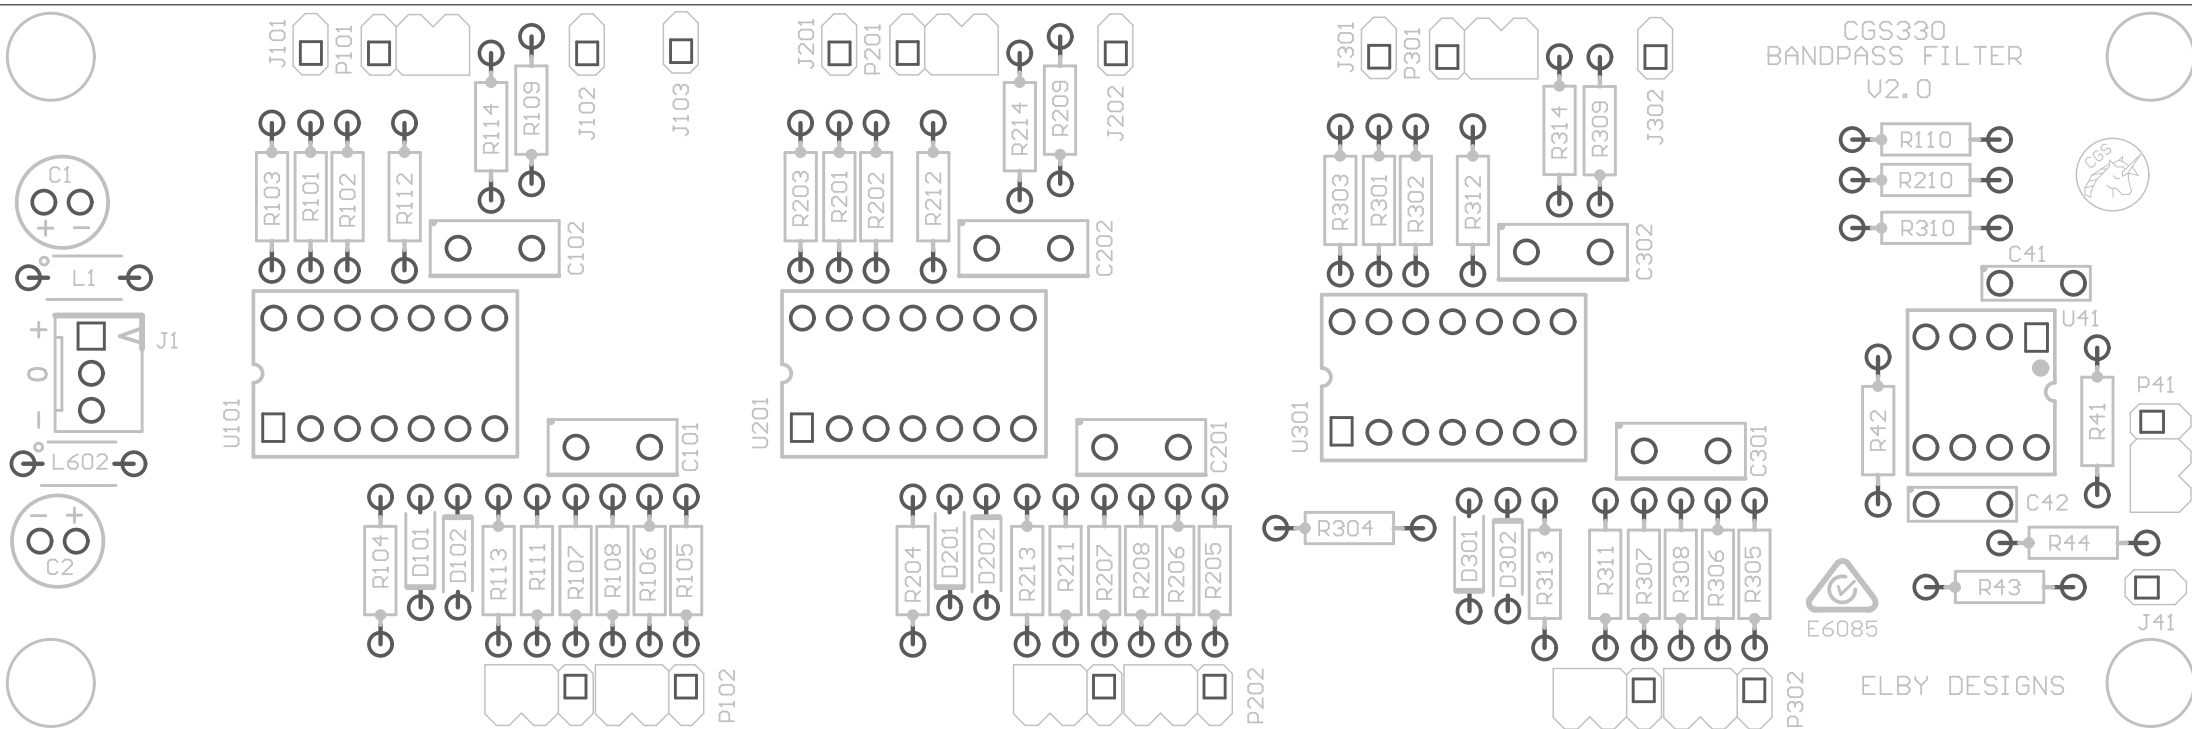 J101
P101
J102
J103
J201
P201
J202
J301
P301
J302
CGS330
BANDPASS FILTER
V2.0
R114
R109
R214
R209
R314
R309
R110
R210
R310
CGS
C1
+ −
R103
R101
R102
R112
C102
R203
R201
R202
R212
C202
R303
R301
R302
R312
C302
L1
C41
U41
+
0
−
J1
U101
U201
U301
R42
R41
P41
C101
C201
C301
L602
C42
− +
C2
R104
D101
D102
R113
R111
R107
R108
R106
R105
R204
D201
D202
R213
R211
R207
R208
R206
R205
R304
D301
D302
R313
R311
R307
R308
R306
R305
R44
R43
E6085
J41
P102
P202
P302
ELBY DESIGNS